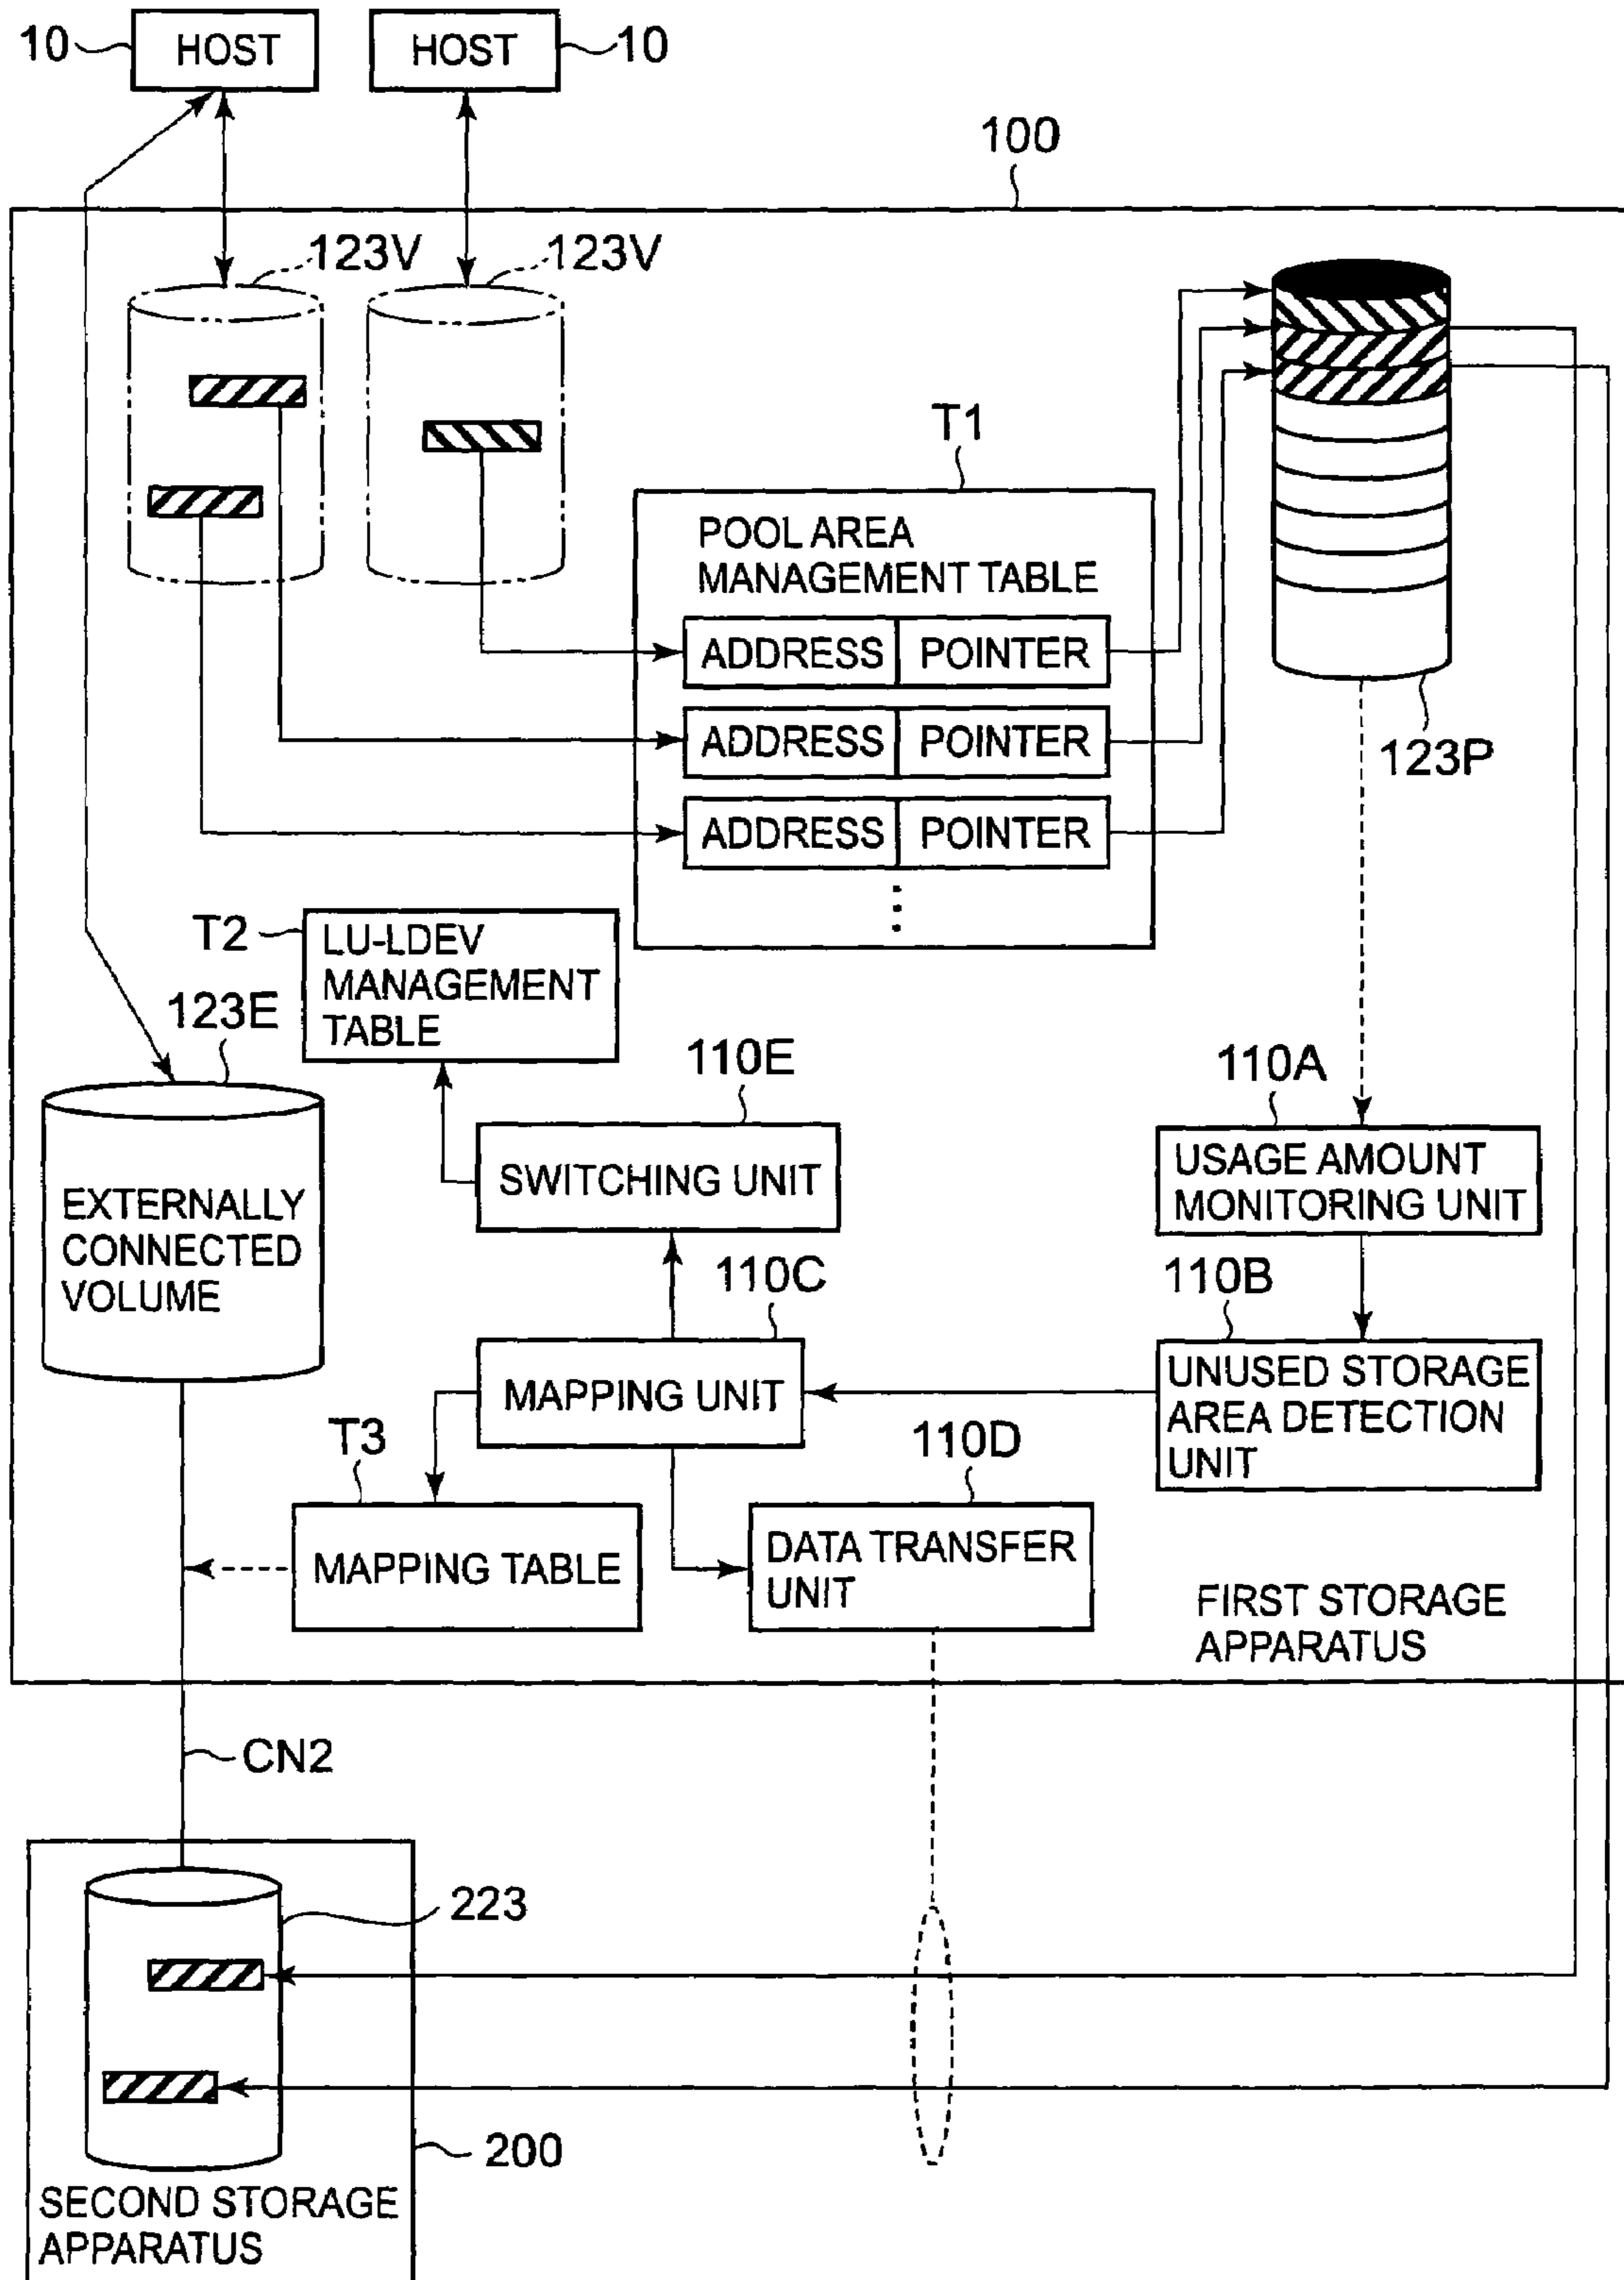 10
HOST
HOST
10
100
123V
123V
T1
POOL AREA
MANAGEMENT TABLE
ADDRESS
POINTER
ADDRESS
POINTER
ADDRESS
POINTER
123P
T2
LU-LDEV
MANAGEMENT
TABLE
123E
110E
110A
SWITCHING UNIT
USAGE AMOUNT
MONITORING UNIT
EXTERNALLY
CONNECTED
VOLUME
110C
110B
MAPPING UNIT
UNUSED STORAGE
AREA DETECTION
UNIT
T3
110D
MAPPING TABLE
DATA TRANSFER
UNIT
FIRST STORAGE
APPARATUS
CN2
223
200
SECOND STORAGE
APPARATUS